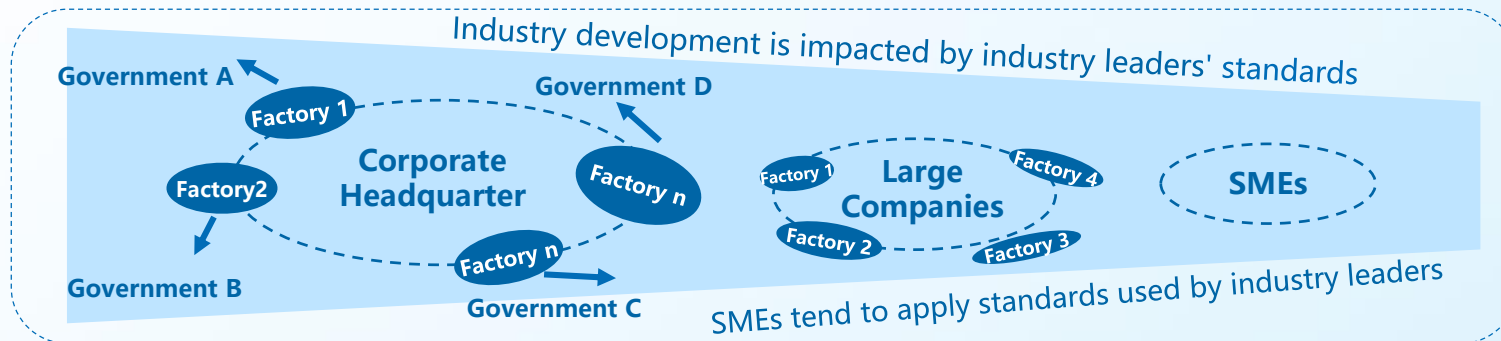 Industry development is impacted by industry leaders' standards
Government A
Factory 1
Government D
Corporate
Headquarter
Factory2
Factory n
Factory n
Government B
Government C
Factory 1
Large
Companies
Factory 4
Factory 2
Factory 3
SMEs
SMEs tend to apply standards used by industry leaders